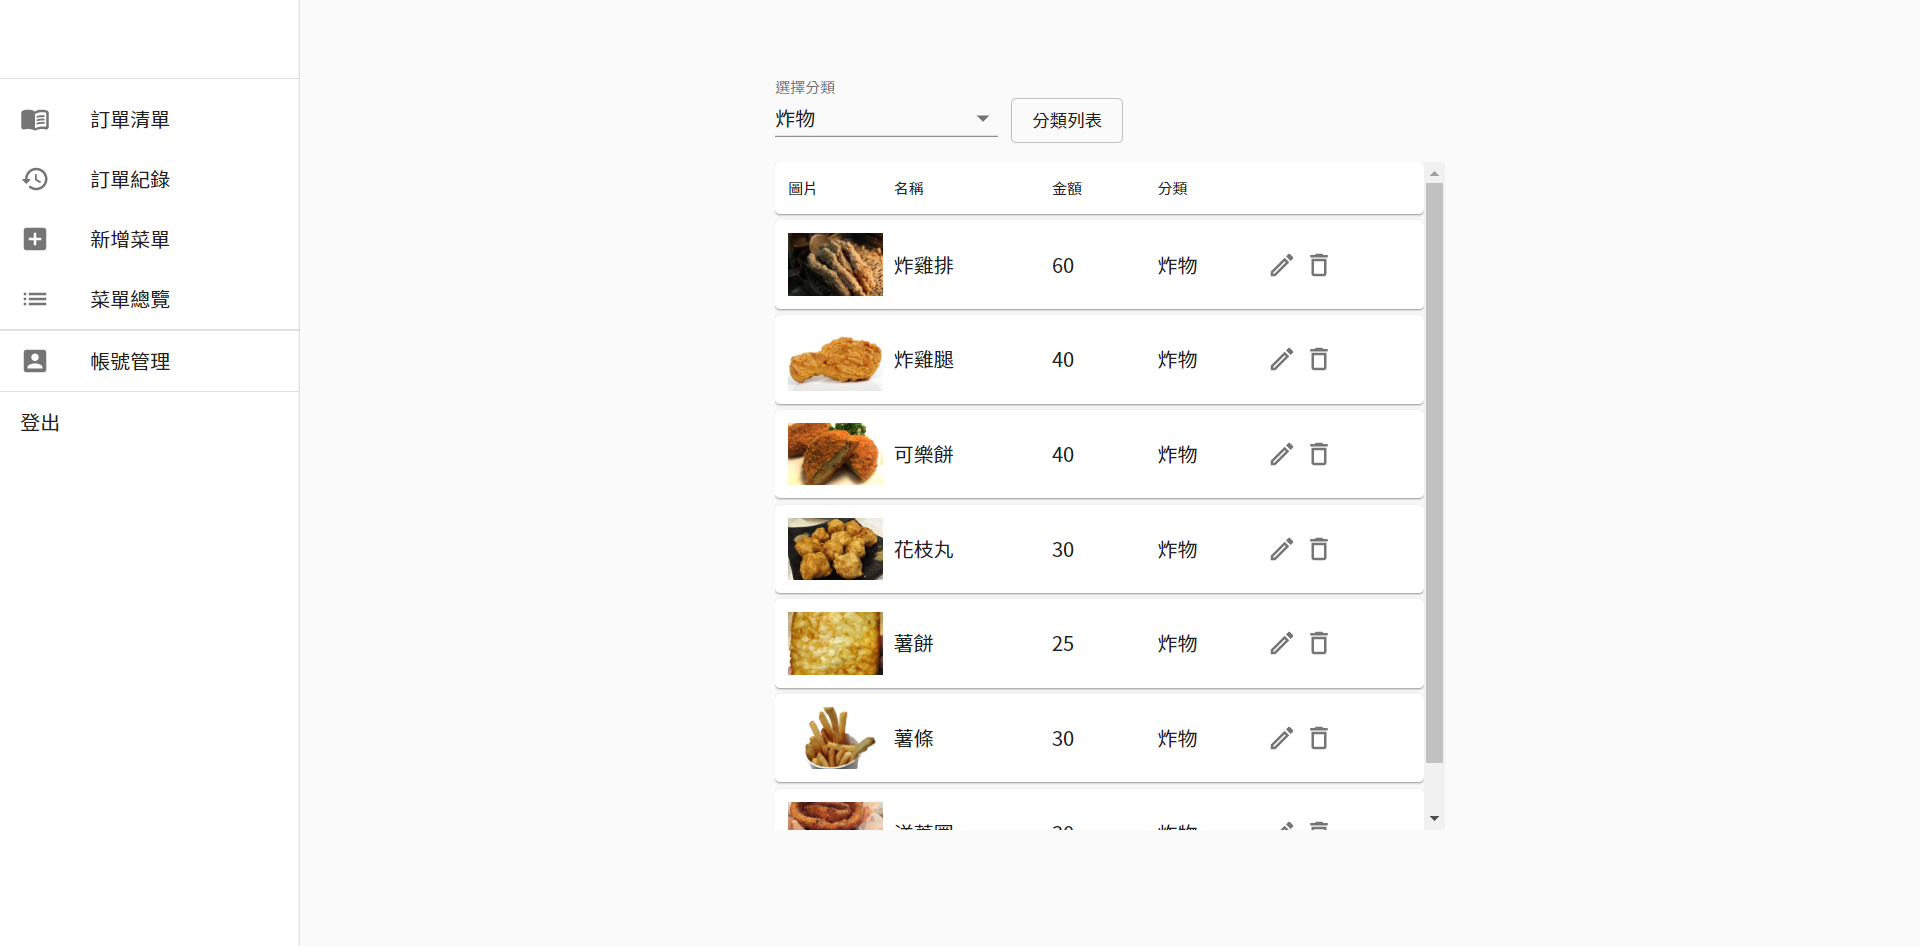 訂單清單
訂單紀錄
新增菜單
菜單總覽
帳號管理
登出
選擇分類
炸物
分類列表
圖片 名稱 金額 分類
炸雞排 60 炸物
炸雞腿 40 炸物
可樂餅 40 炸物
花枝丸 30 炸物
薯餅 25 炸物
薯條 30 炸物